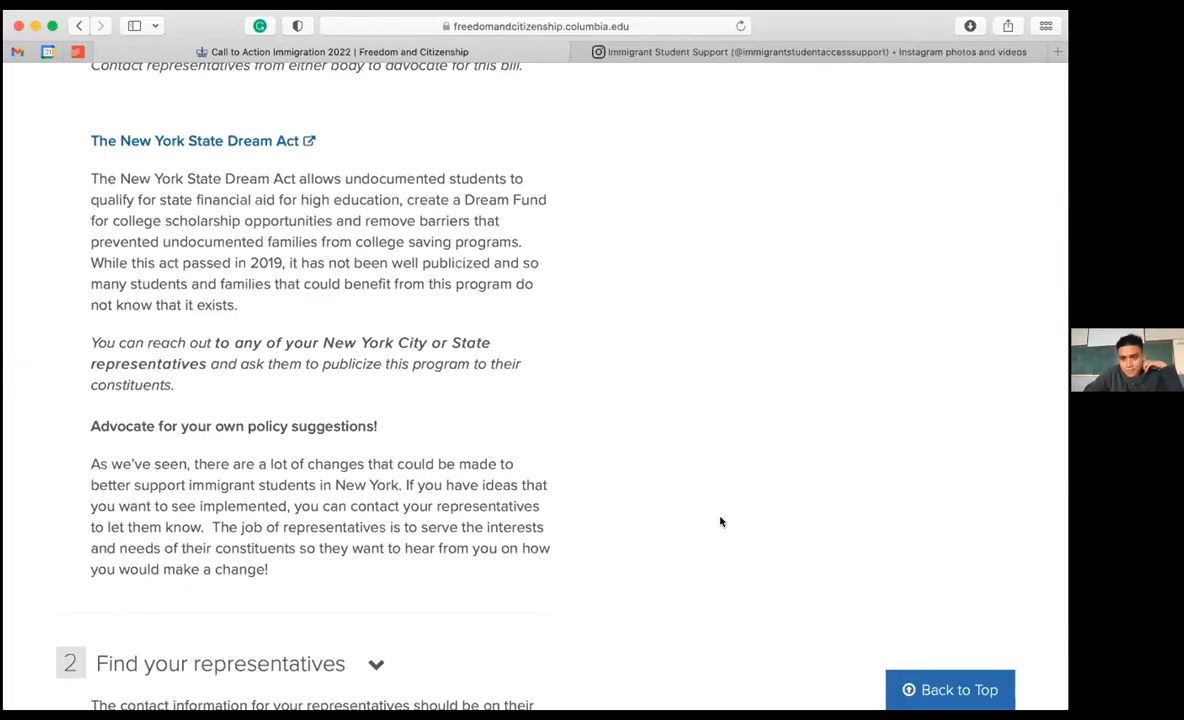 freedomandcitizenship.columbia.edu
Call to Action Immigration 2022 | Freedom and Citizenship
Immigrant Student Support (@immigrantstudentaccesssupport) • Instagram photos and videos
Contact representatives from either body to advocate for this bill.
The New York State Dream Act
The New York State Dream Act allows undocumented students to
qualify for state financial aid for high education, create a Dream Fund
for college scholarship opportunities and remove barriers that
prevented undocumented families from college saving programs.
While this act passed in 2019, it has not been well publicized and so
many students and families that could benefit from this program do
not know that it exists.
You can reach out to any of your New York City or State
representatives and ask them to publicize this program to their
constituents.
Advocate for your own policy suggestions!
As we've seen, there are a lot of changes that could be made to
better support immigrant students in New York. If you have ideas that
you want to see implemented, you can contact your representatives
to let them know.  The job of representatives is to serve the interests
and needs of their constituents so they want to hear from you on how
you would make a change!
2 Find your representatives
Back to Top
The contact information for your representatives should be on their